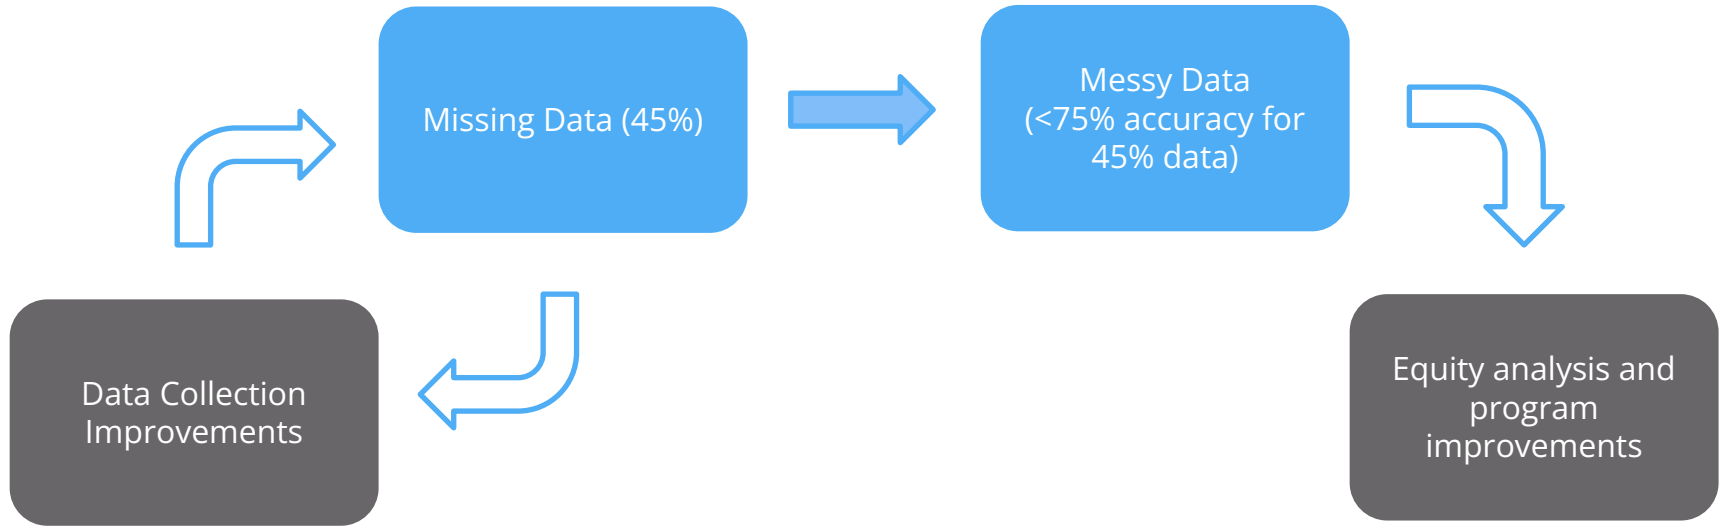 Missing Data (45%)
Messy Data
(<75% accuracy for
45% data)
Data Collection
Improvements
Equity analysis and
program
improvements